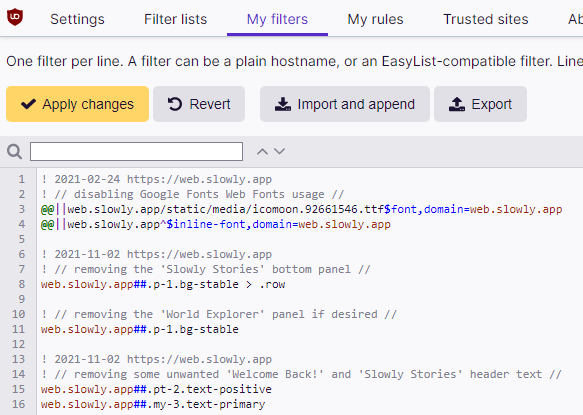 Settings Filter lists My filters My rules Trusted sites Ab
One filter per line. A filter can be a plain hostname, or an EasyList-compatible filter. Line
Apply changes Revert Import and append Export
1 ! 2021-02-24 https://web.slowly.app
2 ! // disabling Google Fonts Web Fonts usage //
3 @@||web.slowly.app/static/media/icomoon.92661546.ttf$font,domain=web.slowly.app
4 @@||web.slowly.app^$inline-font,domain=web.slowly.app
5
6 ! 2021-11-02 https://web.slowly.app
7 ! // removing the 'Slowly Stories' bottom panel //
8 web.slowly.app##.p-1.bg-stable > .row
9
10 ! // removing the 'World Explorer' panel if desired //
11 web.slowly.app##.p-1.bg-stable
12
13 ! 2021-11-02 https://web.slowly.app
14 ! // removing some unwanted 'Welcome Back!' and 'Slowly Stories' header text //
15 web.slowly.app##.pt-2.text-positive
16 web.slowly.app##.my-3.text-primary